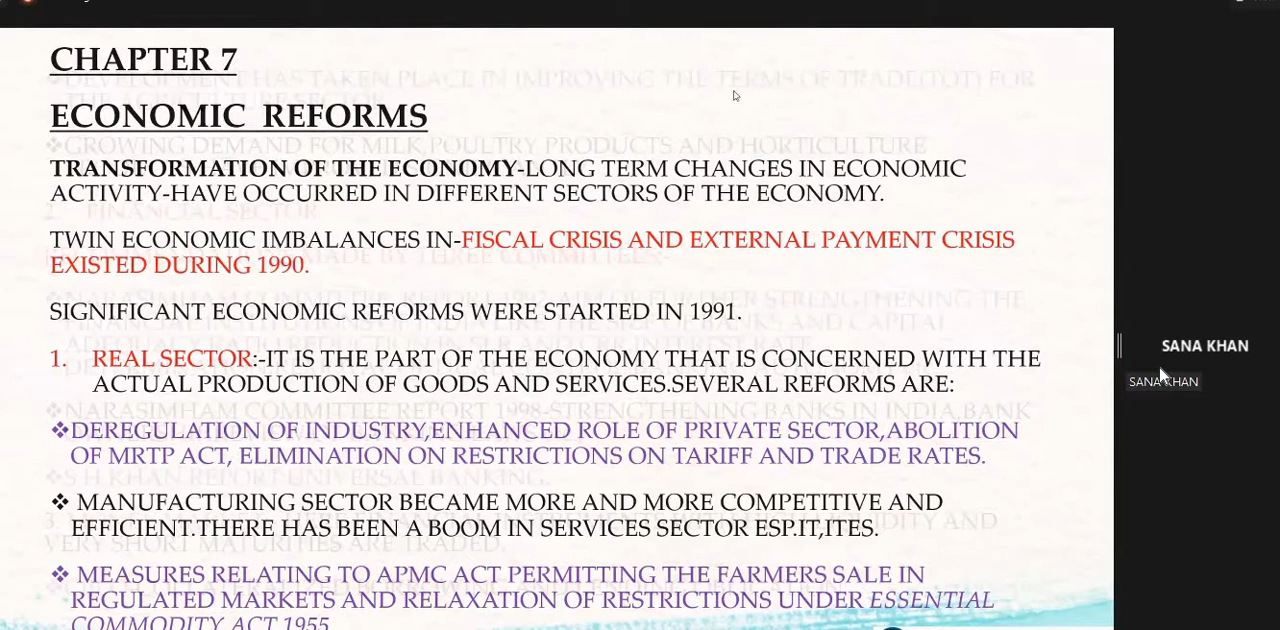 CHAPTER 7
ECONOMIC REFORMS
TRANSFORMATION OF THE ECONOMY-LONG TERM CHANGES IN ECONOMIC
ACTIVITY-HAVE OCCURRED IN DIFFERENT SECTORS OF THE ECONOMY.
TWIN ECONOMIC IMBALANCES IN-FISCAL CRISIS AND EXTERNAL PAYMENT CRISIS
EXISTED DURING 1990.
SIGNIFICANT ECONOMIC REFORMS WERE STARTED IN 1991.
1. REAL SECTOR:-IT IS THE PART OF THE ECONOMY THAT IS CONCERNED WITH THE
ACTUAL PRODUCTION OF GOODS AND SERVICES.SEVERAL REFORMS ARE:
❖DEREGULATION OF INDUSTRY,ENHANCED ROLE OF PRIVATE SECTOR,ABOLITION
OF MRTP ACT, ELIMINATION ON RESTRICTIONS ON TARIFF AND TRADE RATES.
❖ MANUFACTURING SECTOR BECAME MORE AND MORE COMPETITIVE AND
EFFICIENT.THERE HAS BEEN A BOOM IN SERVICES SECTOR ESP.IT,ITES.
❖ MEASURES RELATING TO APMC ACT PERMITTING THE FARMERS SALE IN
REGULATED MARKETS AND RELAXATION OF RESTRICTIONS UNDER ESSENTIAL
COMMODITY ACT 1955
SANA KHAN
SANA KHAN